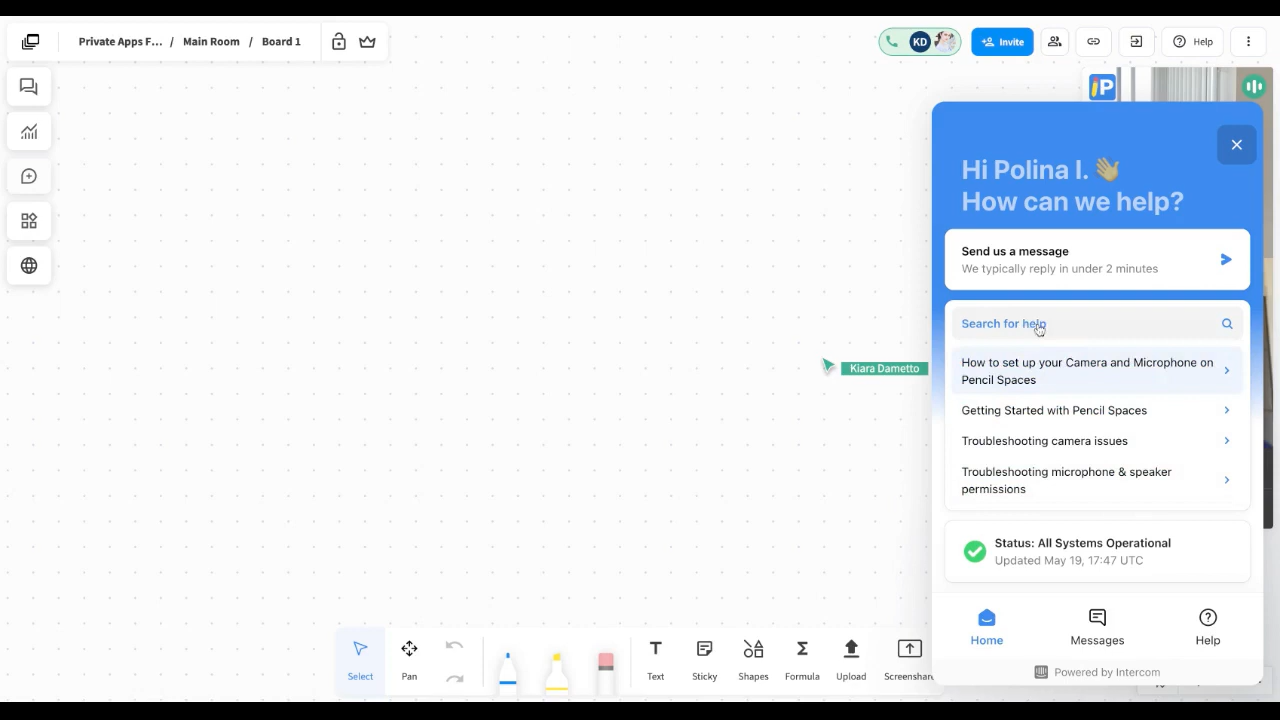 Private Apps F... / Main Room / Board 1
KD
Invite
Help
P
Hi Polina I. 👋
How can we help?
Send us a message
We typically reply in under 2 minutes
Search for help
How to set up your Camera and Microphone on
Pencil Spaces
Getting Started with Pencil Spaces
Troubleshooting camera issues
Troubleshooting microphone & speaker
permissions
Status: All Systems Operational
Updated May 19, 17:47 UTC
Home
Messages
Help
Powered by Intercom
Kiara Dametto
Select
Pan
Text
Sticky
Shapes
Formula
Upload
Screenshare